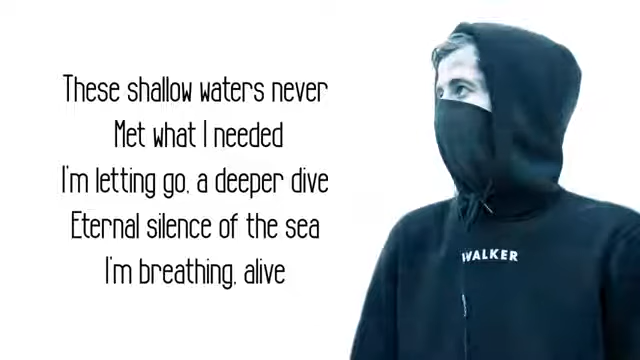 These shallow waters never
Met what I needed
I'm letting go, a deeper dive
Eternal silence of the sea
I'm breathing, alive
WALKER